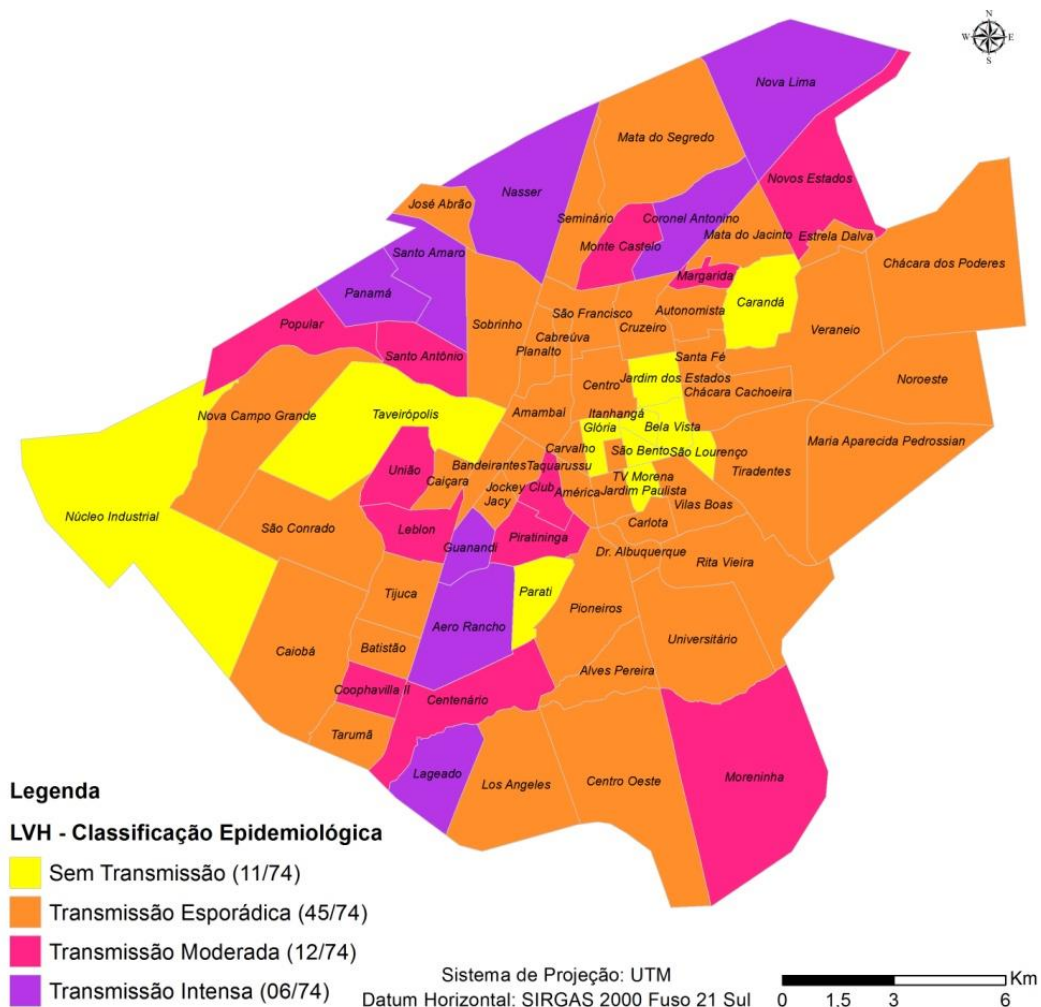 N
W E
S
Nova Lima
Mata do Segredo
Nasser
Novos Estados
José Abrão
Seminário
Coronel Antonino
Mata do Jacinto
Estrela Dalva
Monte Castelo
Santo Amaro
Chácara dos Poderes
Margarida
Panamá
Carandá
Popular
Sobrinho
São Francisco
Autonomista
Cruzeiro
Veraneio
Cabreúva
Planalto
Santo Antônio
Santa Fé
Centro
Jardim dos Estados
Noroeste
Chácara Cachoeira
Nova Campo Grande
Taveirópolis
Amambaí
Itanhangá
Glória
Bela Vista
Maria Aparecida Pedrossian
Carvalho
São Bento
São Lourenço
União
Bandeirantes
Taquarussu
Tiradentes
Caiçara
TV Morena
Jockey Club
América
Jardim Paulista
Jacy
Vilas Boas
Núcleo Industrial
São Conrado
Leblon
Carlota
Guanandi
Piratininga
Dr. Albuquerque
Rita Vieira
Tijuca
Parati
Pioneiros
Aero Rancho
Universitário
Caiobá
Batistão
Alves Pereira
Coophavilla II
Centenário
Tarumã
Lageado
Los Angeles
Centro Oeste
Moreninha
Legenda
LVH - Classificação Epidemiológica
Sem Transmissão (11/74)
Transmissão Esporádica (45/74)
Transmissão Moderada (12/74)
Transmissão Intensa (06/74)
Sistema de Projeção: UTM
Datum Horizontal: SIRGAS 2000 Fuso 21 Sul
Km
0 1.5 3 6